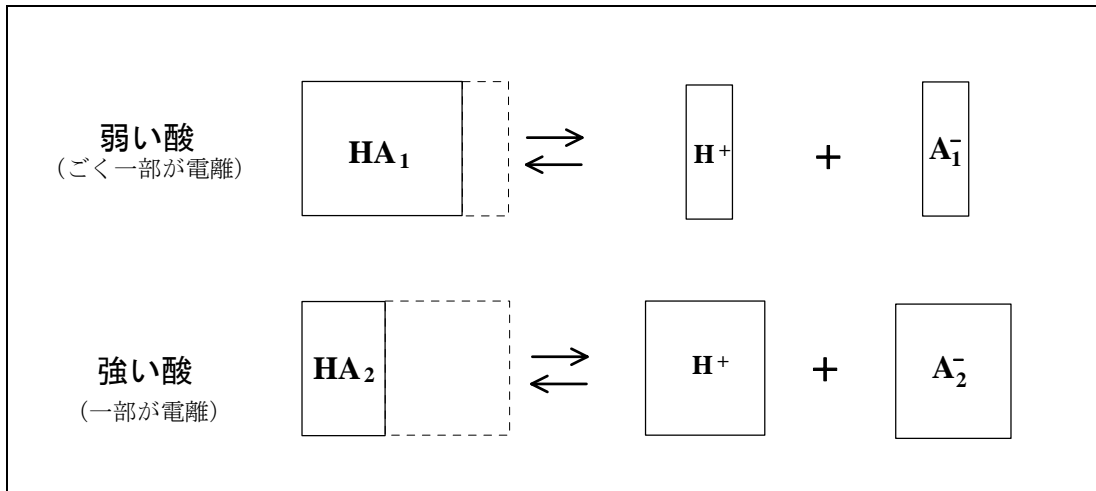 弱い酸
(ごく一部が電離)
HA₁ ⇌ H⁺ + A₁⁻
強い酸
(一部が電離)
HA₂ ⇌ H⁺ + A₂⁻